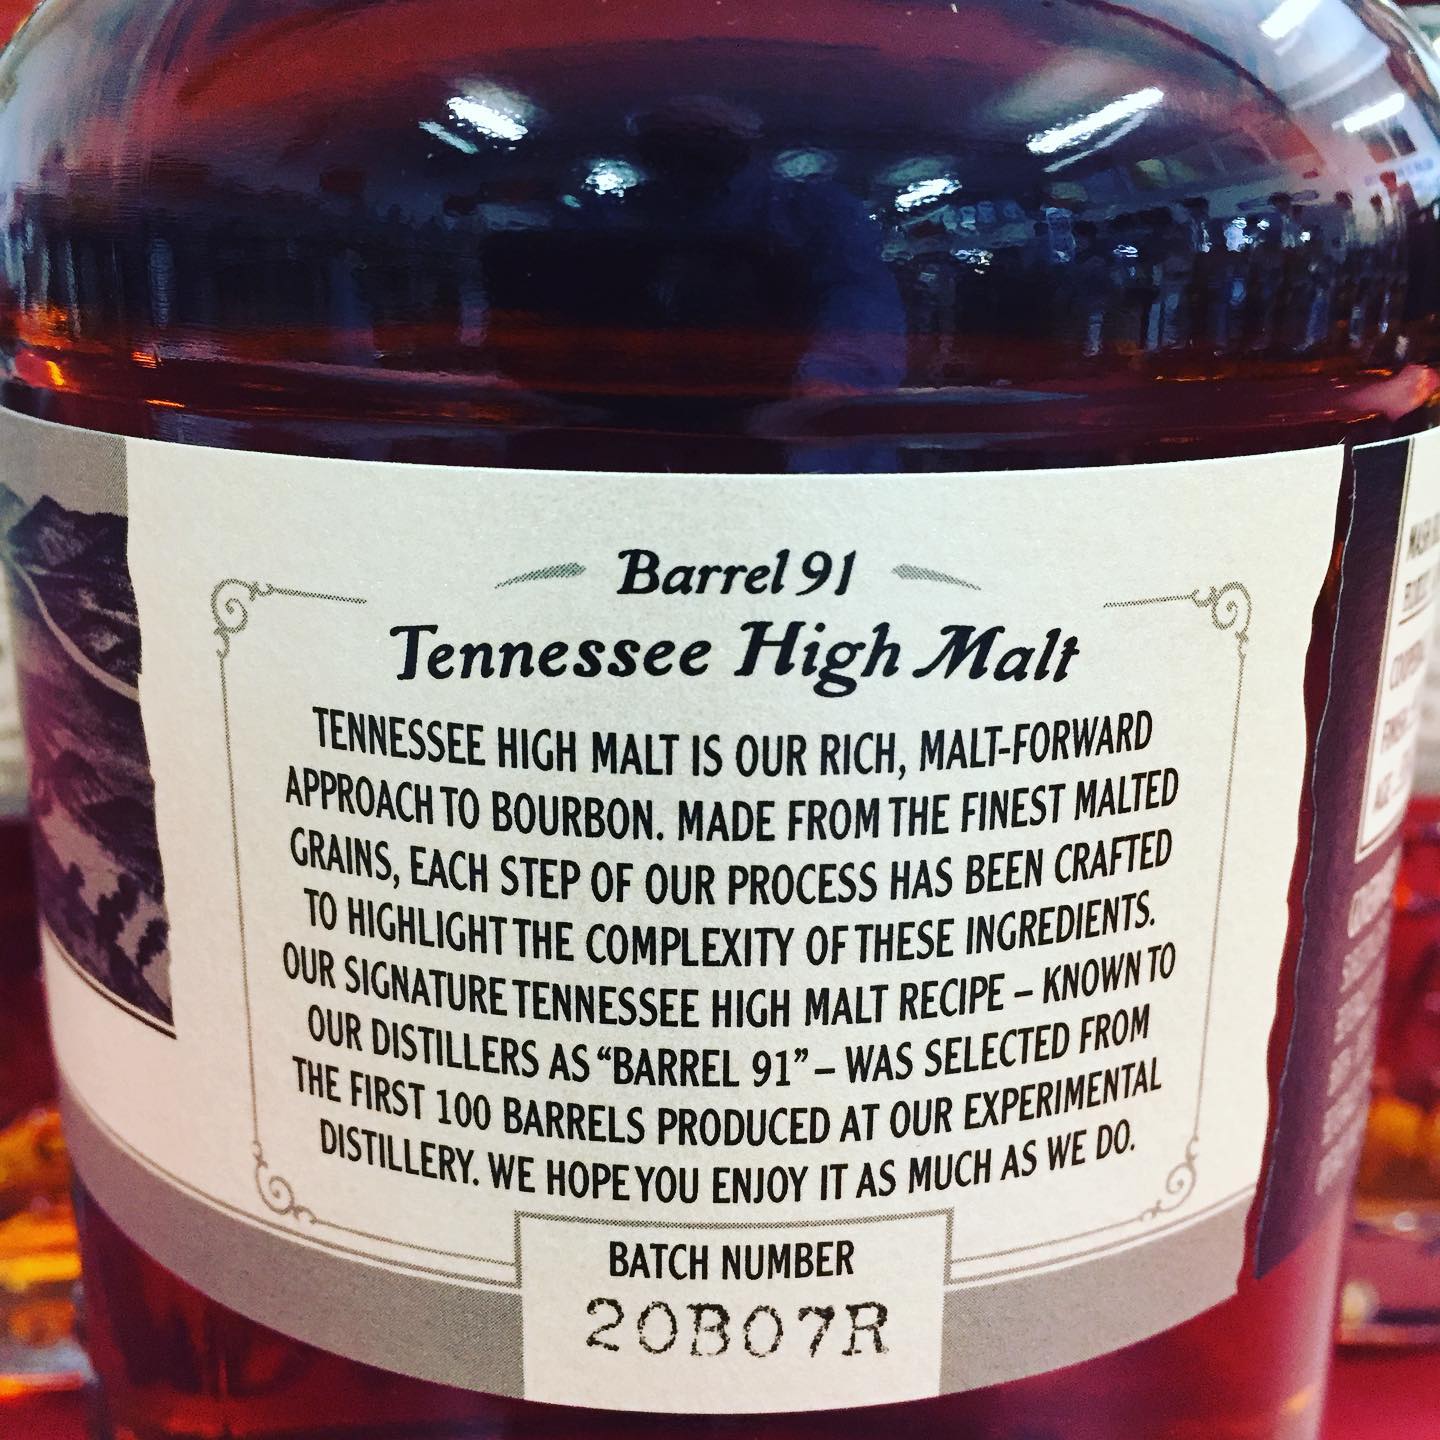 Barrel 91
Tennessee High Malt
TENNESSEE HIGH MALT IS OUR RICH, MALT-FORWARD
APPROACH TO BOURBON. MADE FROM THE FINEST MALTED
GRAINS, EACH STEP OF OUR PROCESS HAS BEEN CRAFTED
TO HIGHLIGHT THE COMPLEXITY OF THESE INGREDIENTS.
OUR SIGNATURE TENNESSEE HIGH MALT RECIPE – KNOWN TO
OUR DISTILLERS AS “BARREL 91” – WAS SELECTED FROM
THE FIRST 100 BARRELS PRODUCED AT OUR EXPERIMENTAL
DISTILLERY. WE HOPE YOU ENJOY IT AS MUCH AS WE DO.
BATCH NUMBER
20B07R